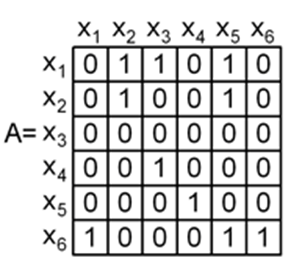 x₁ x₂ x₃ x₄ x₅ x₆
x₁ 0 1 1 0 1 0
x₂ 0 1 0 0 1 0
A= x₃ 0 0 0 0 0 0
x₄ 0 0 1 0 0 0
x₅ 0 0 0 1 0 0
x₆ 1 0 0 0 1 1